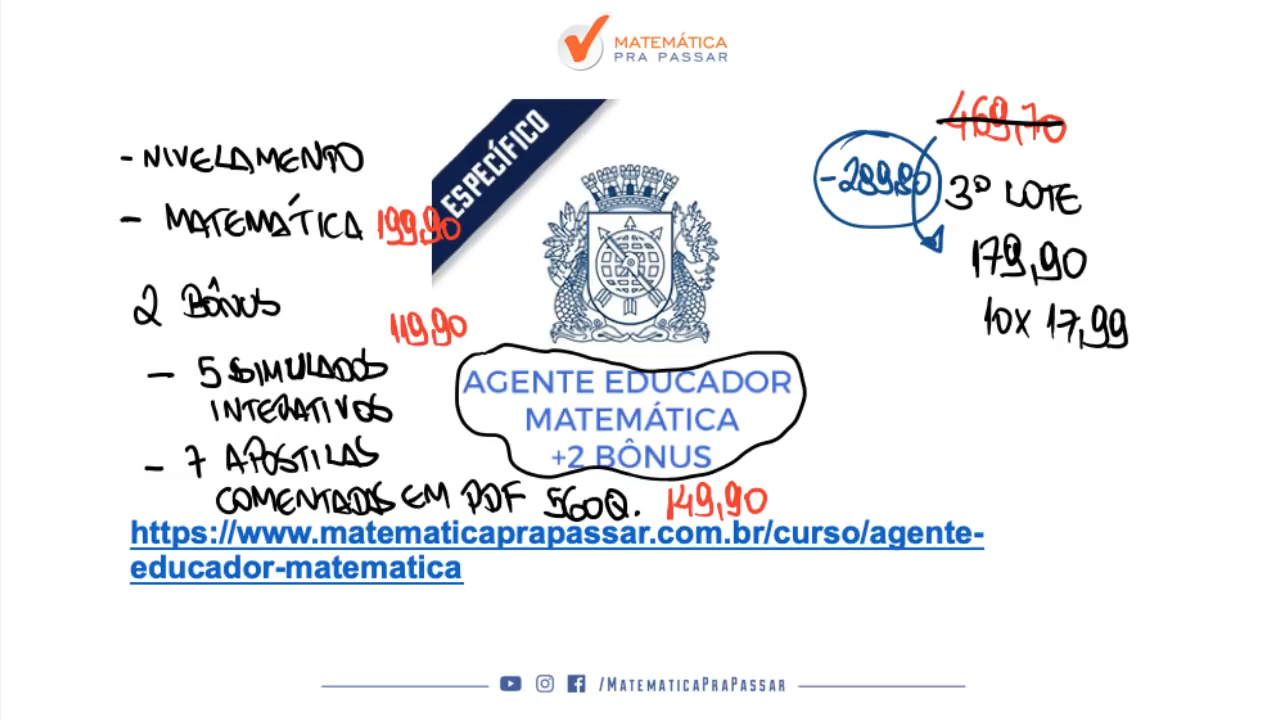 MATEMÁTICA
PRA PASSAR
ESPECÍFICO
- NIVELAMENTO
- MATEMÁTICA 199,90
2 BÔNUS
119,90
- 5 SIMULADOS
INTERATIVOS
- 7 APOSTILAS
COMENTADAS EM PDF 560Q. 149,90
469,70
-289,80
3º LOTE
179,90
10x 17,99
AGENTE EDUCADOR
MATEMÁTICA
+2 BÔNUS
https://www.matematicaprapassar.com.br/curso/agente-
educador-matematica
/MATEMATICAPRAPASSAR